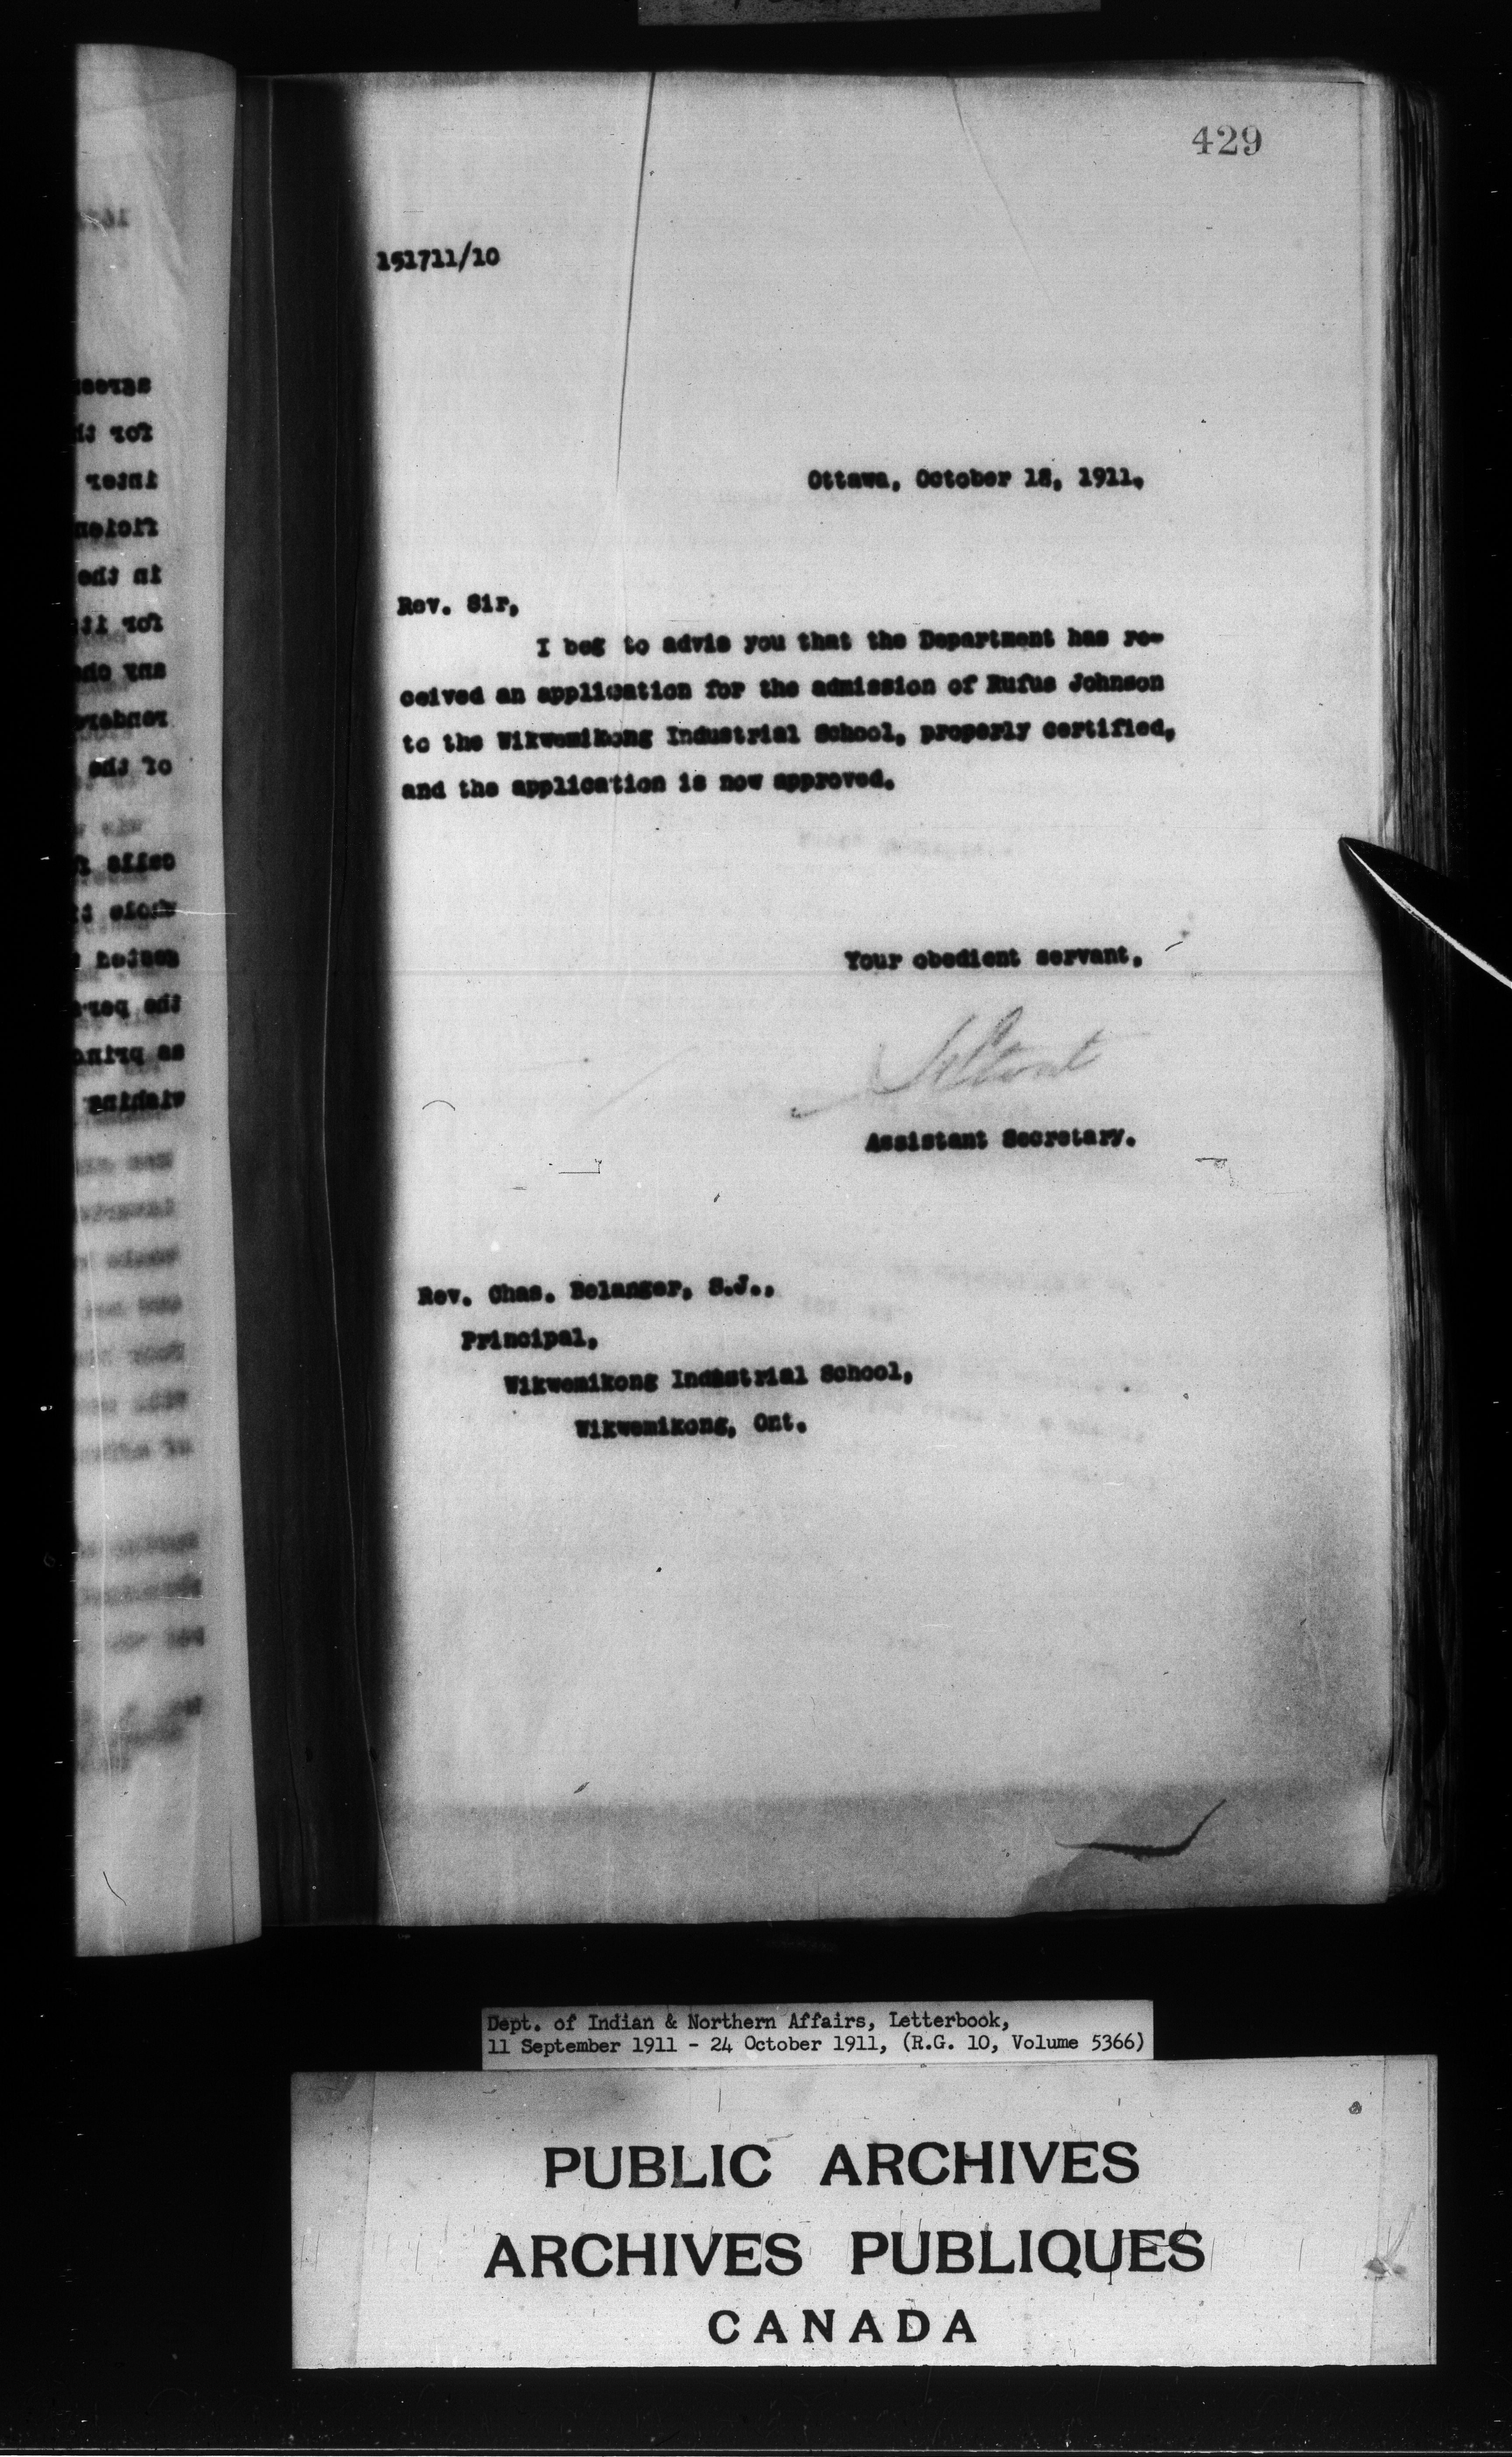 429
151711/10
Ottawa, October 18, 1911.
Rev. Sir,
I beg to advis you that the Department has re-
ceived an application for the admission of Rufus Johnson
to the Wikwemikong Industrial School, properly certified,
and the application is now approved.
Your obedient servant,
Assistant Secretary.
Rev. Chas. Belanger, S.J.,
Principal,
Wikwemikong Industrial School,
Wikwemikong, Ont.
Dept. of Indian & Northern Affairs, Letterbook,
11 September 1911 - 24 October 1911, (R.G. 10, Volume 5366)
PUBLIC ARCHIVES
ARCHIVES PUBLIQUES
CANADA